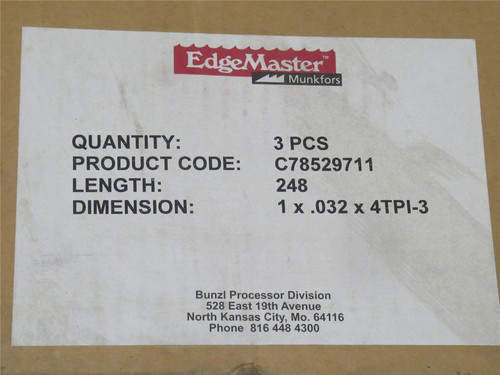 EdgeMaster™
Munkfors
QUANTITY: 3 PCS
PRODUCT CODE: C78529711
LENGTH: 248
DIMENSION: 1 x .032 x 4TPI-3
Bunzl Processor Division
528 East 19th Avenue
North Kansas City, Mo. 64116
Phone 816 448 4300